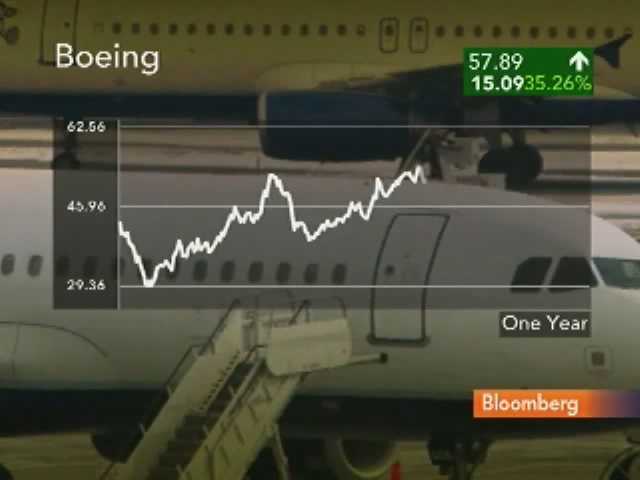 Boeing
57.89
15.09 35.26%
62.56
45.96
29.36
One Year
Bloomberg